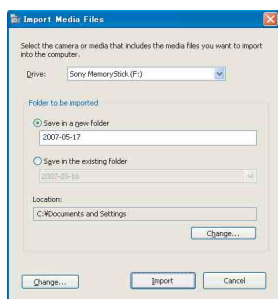 Import Media Files
Select the camera or media that includes the media files you want to import
into the computer.
Drive:
Sony MemoryStick (F:)
Folder to be imported
Save in a new folder
2007-05-17
Save in the existing folder
2007-05-16
Location:
C:¥Documents and Settings
Change...
Change...
Import
Cancel